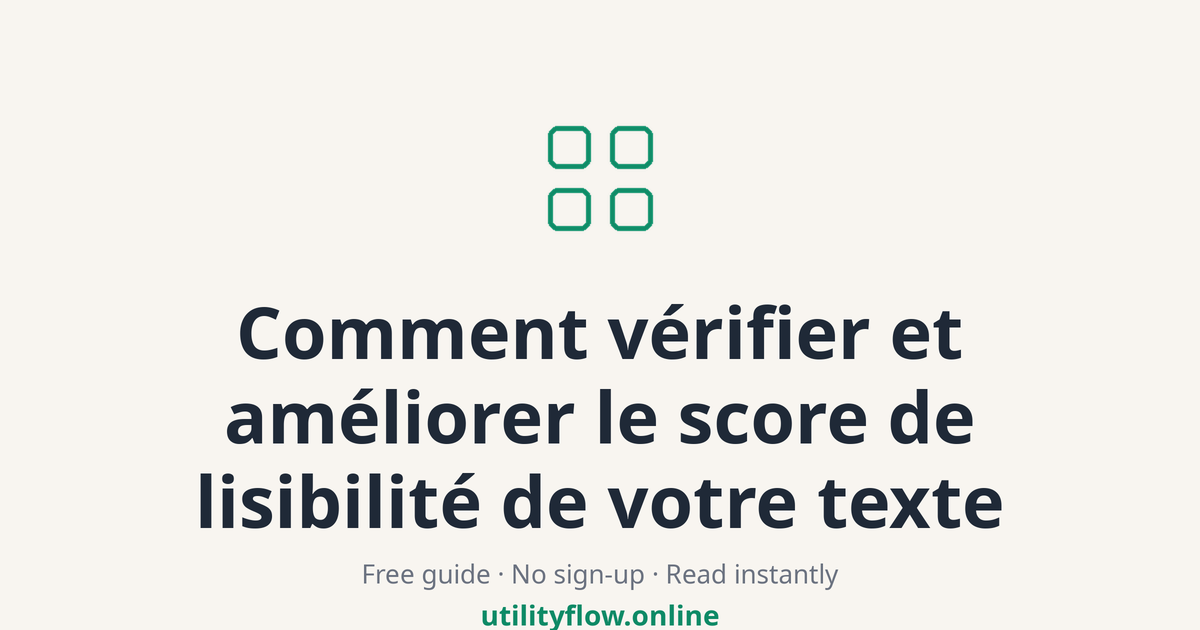 Comment vérifier et
améliorer le score de
lisibilité de votre texte
Free guide · No sign-up · Read instantly
utilityflow.online